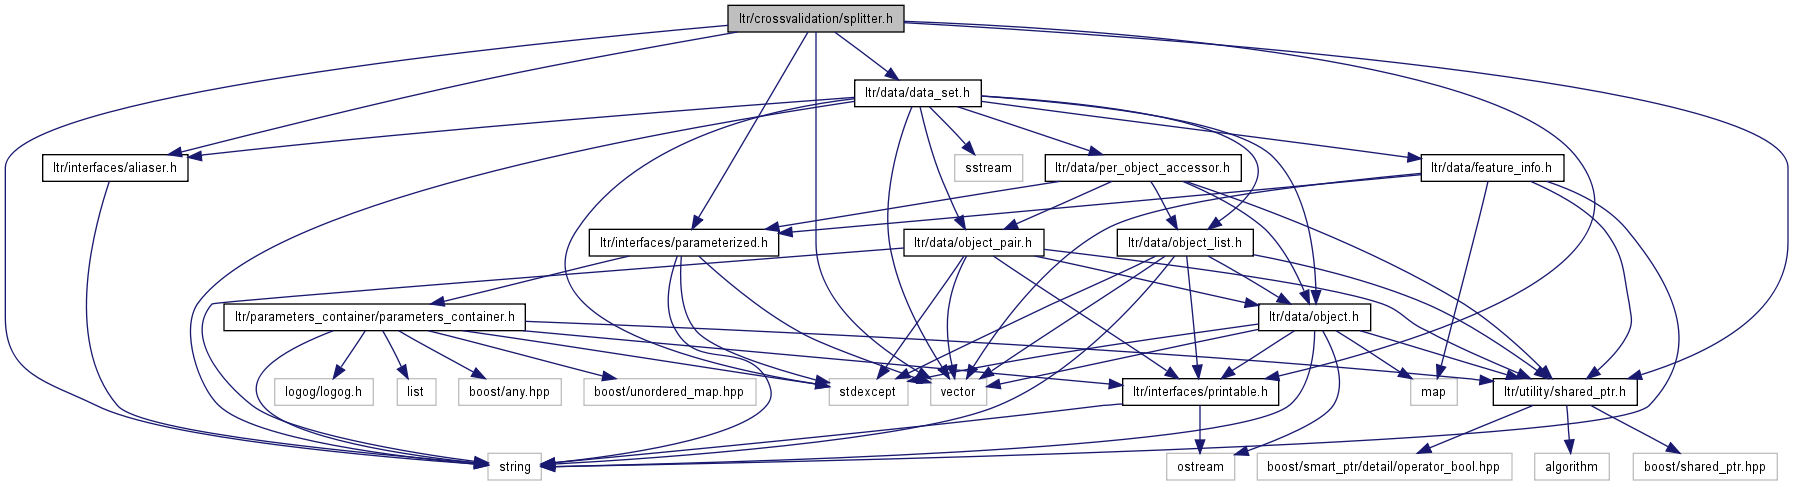 ltr/crossvalidation/splitter.h
ltr/data/data_set.h
ltr/interfaces/aliaser.h
sstream
ltr/data/per_object_accessor.h
ltr/data/feature_info.h
ltr/interfaces/parameterized.h
ltr/data/object_pair.h
ltr/data/object_list.h
ltr/parameters_container/parameters_container.h
ltr/data/object.h
logog/logog.h
list
boost/any.hpp
boost/unordered_map.hpp
stdexcept
vector
ltr/interfaces/printable.h
map
ltr/utility/shared_ptr.h
string
ostream
boost/smart_ptr/detail/operator_bool.hpp
algorithm
boost/shared_ptr.hpp